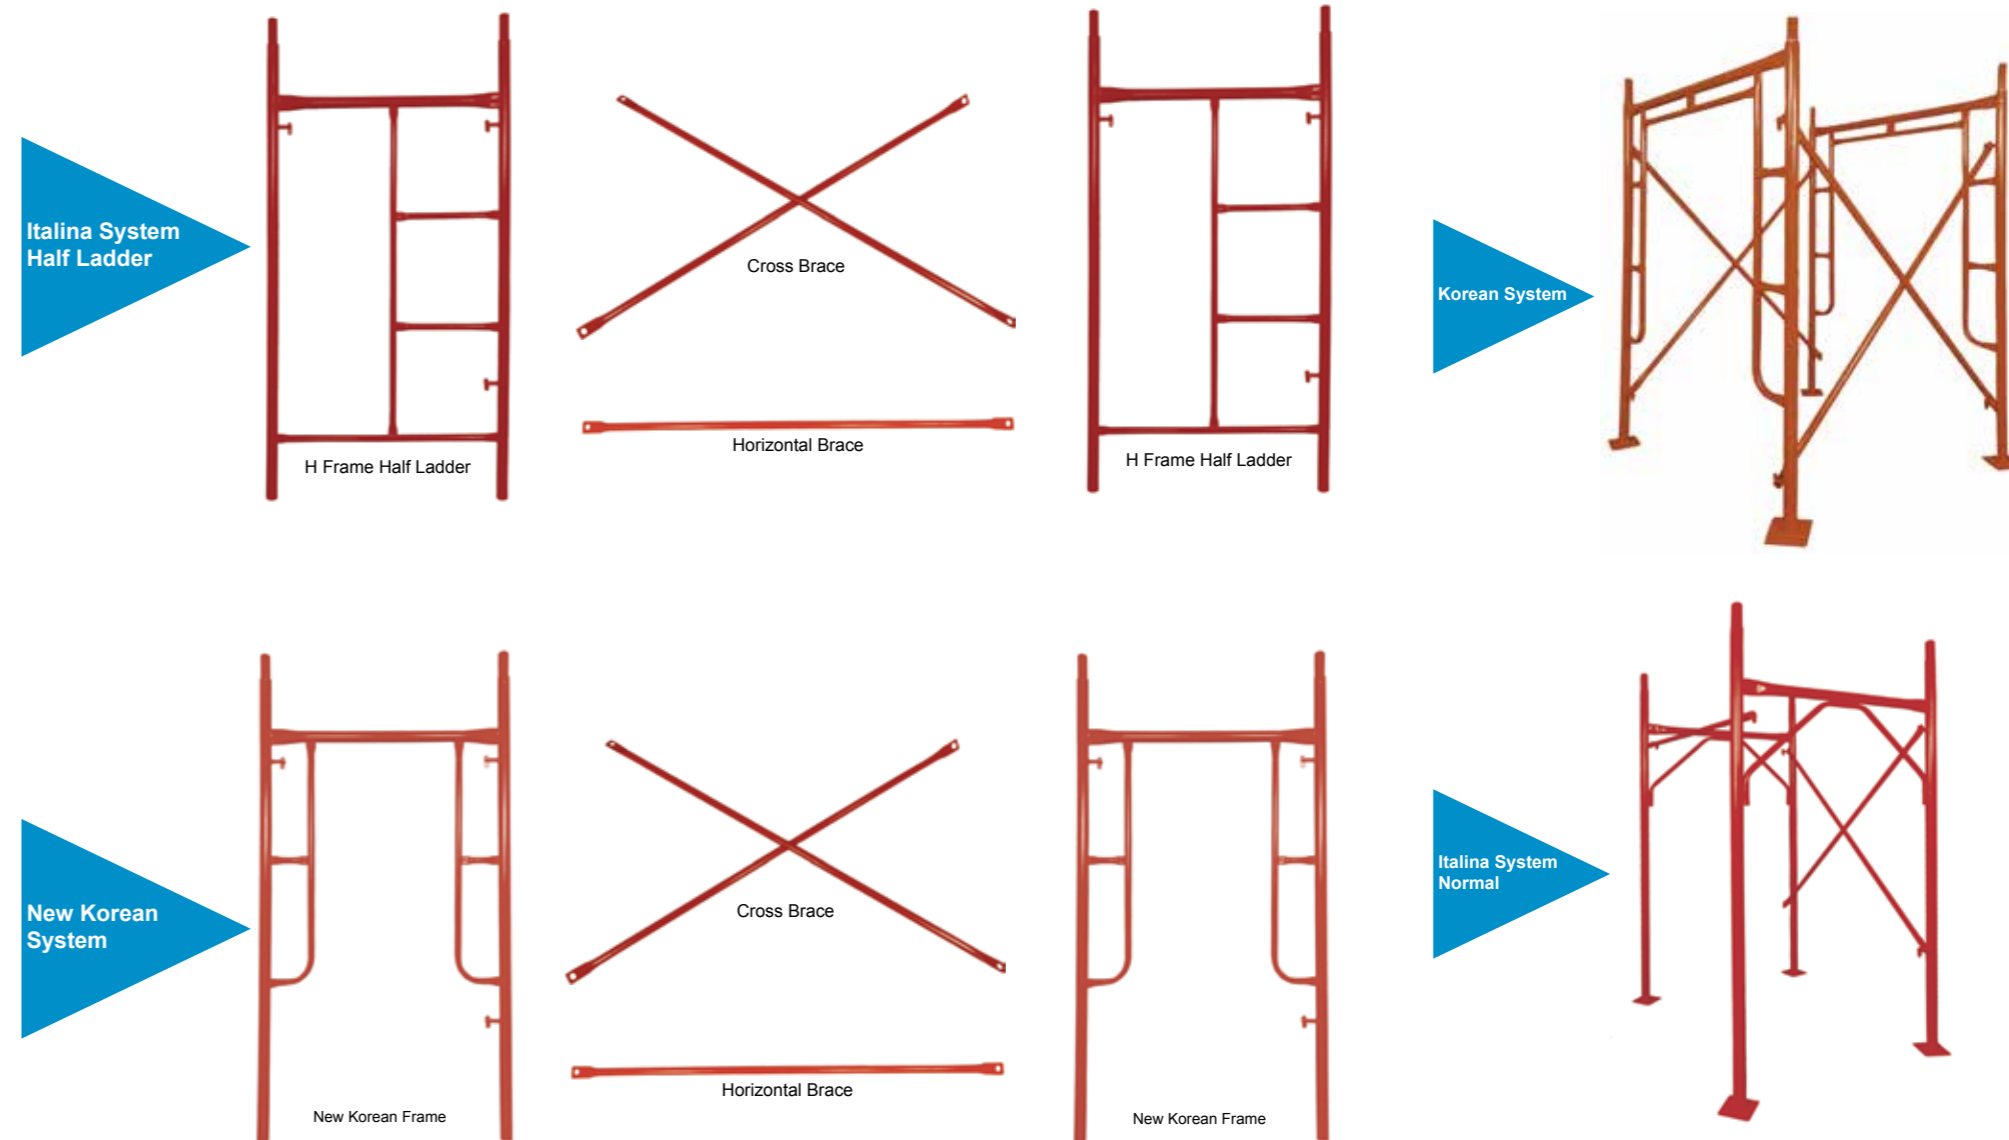 Italina System
Half Ladder
H Frame Half Ladder
Cross Brace
Horizontal Brace
H Frame Half Ladder
Korean System
New Korean
System
New Korean Frame
Cross Brace
Horizontal Brace
New Korean Frame
Italina System
Normal